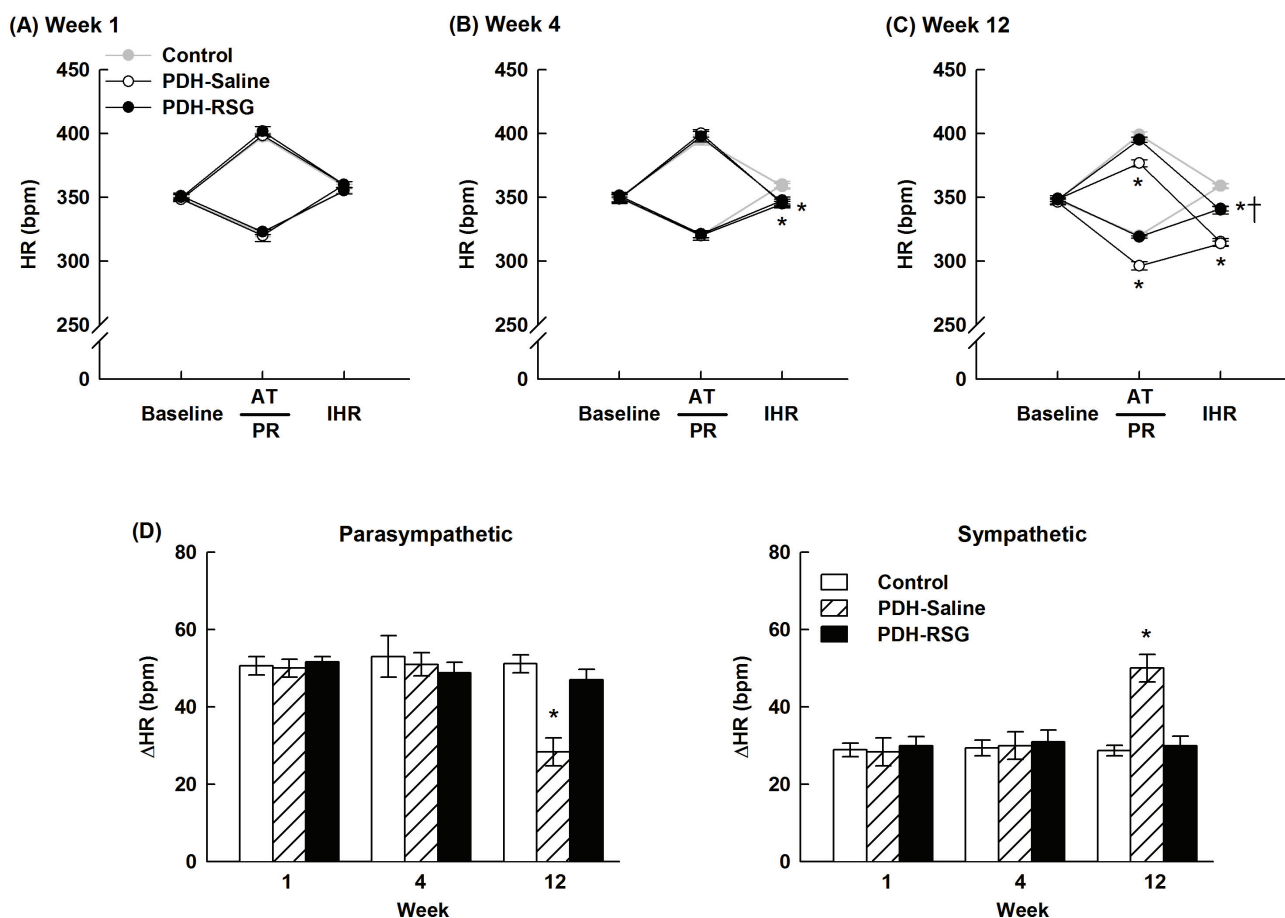 (A) Week 1
Control
PDH-Saline
PDH-RSG
450
400
350
300
250
0
HR (bpm)
Baseline
AT
PR
IHR
(B) Week 4
450
400
350
300
250
0
HR (bpm)
*
*
Baseline
AT
PR
IHR
(C) Week 12
450
400
350
300
250
0
HR (bpm)
*
*†
*
*
Baseline
AT
PR
IHR
(D)
Parasympathetic
80
60
40
20
0
ΔHR (bpm)
*
1 4 12
Week
Sympathetic
Control
PDH-Saline
PDH-RSG
80
60
40
20
0
ΔHR (bpm)
*
1 4 12
Week